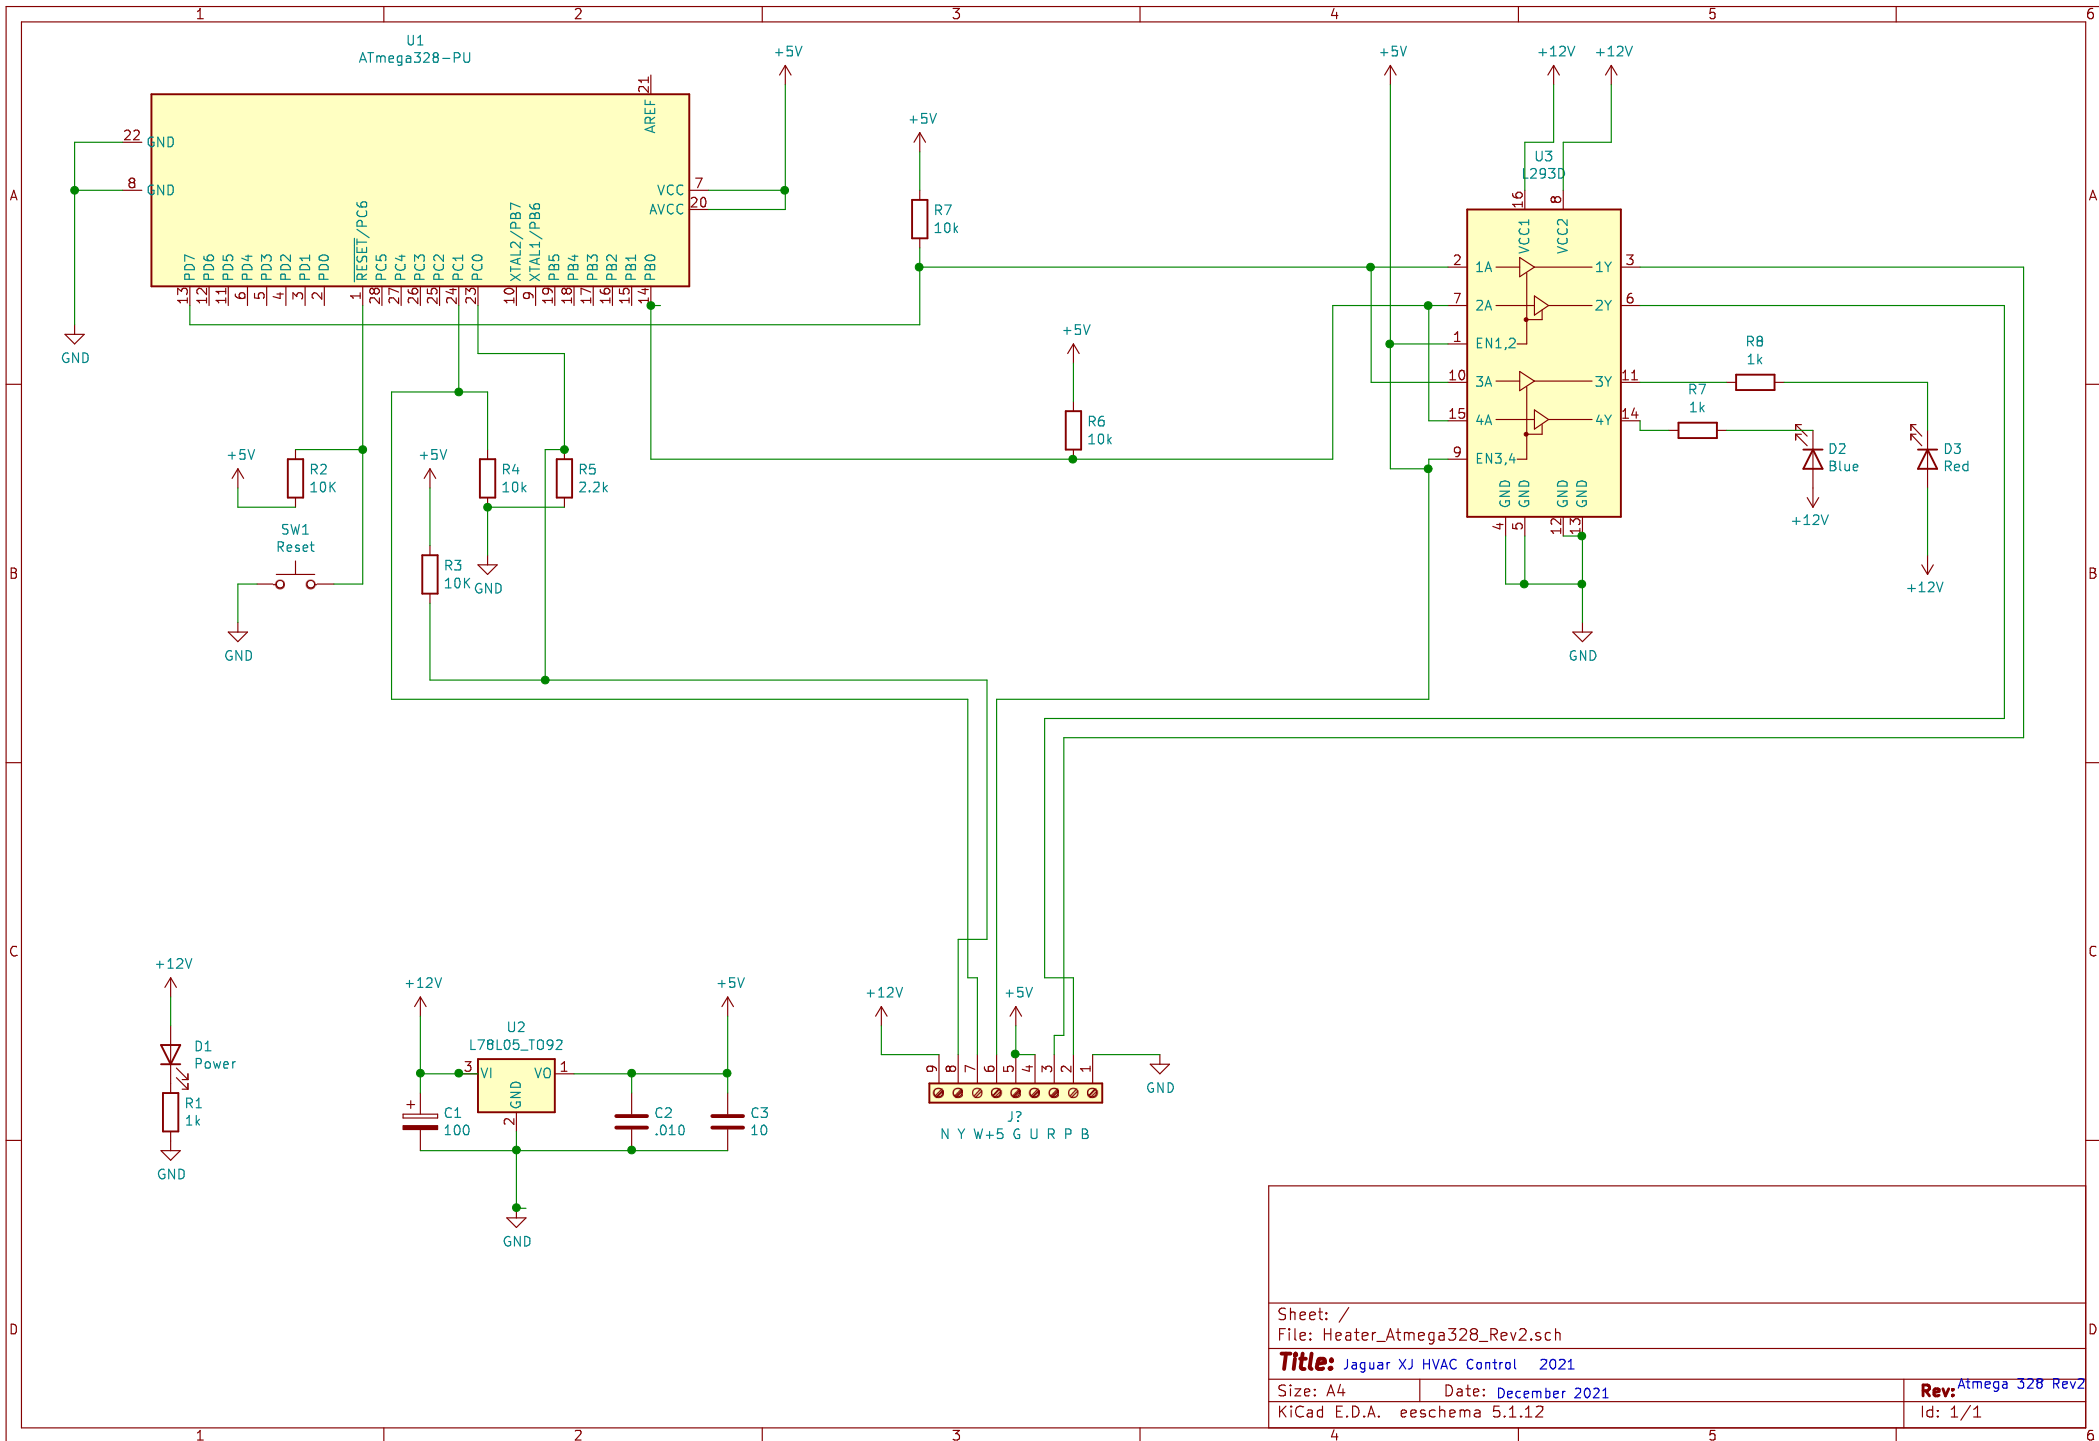 1 2 3 4 5 6
U1
ATmega328-PU
+5V
+5V
+12V +12V
21
AREF
+5V
22 GND
8 GND
VCC 7
AVCC 20
R7
10k
U3
L293D
16 8
VCC1 VCC2
A A
PD7 PD6 PD5 PD4 PD3 PD2 PD1 PD0 RESET/PC6 PC5 PC4 PC3 PC2 PC1 PC0 XTAL2/PB7 XTAL1/PB6 PB5 PB4 PB3 PB2 PB1 PB0
13 12 11 6 5 4 3 2 1 28 27 26 25 24 23 10 9 19 18 17 16 15 14
2 1A 1Y 3
7 2A 2Y 6
1 EN1,2
10 3A 3Y 11
15 4A 4Y 14
9 EN3,4
GND GND GND GND
4 5 12 13
GND
+5V
R6
10k
R8
1k
R7
1k
D2
Blue
+12V
D3
Red
+12V
GND
+5V
R2
10K
+5V
R4
10k
R5
2.2k
SW1
Reset
R3
10K
GND
GND
B B
C C
+12V
D1
Power
R1
1k
GND
+12V
+5V
U2
L78L05_TO92
3 VI VO 1
GND
2
C1
100
C2
.010
C3
10
GND
+12V
+5V
9 8 7 6 5 4 3 2 1
GND
J?
N Y W+5 G U R P B
D D
Sheet: /
File: Heater_Atmega328_Rev2.sch
Title: Jaguar XJ HVAC Control 2021
Size: A4 Date: December 2021 Rev: Atmega 328 Rev2
KiCad E.D.A. eeschema 5.1.12 Id: 1/1
1 2 3 4 5 6